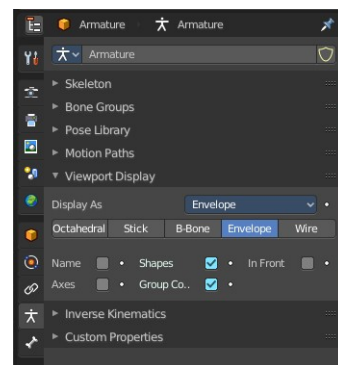 Armature Armature
Armature
Skeleton
Bone Groups
Pose Library
Motion Paths
Viewport Display
Display As Envelope
Octahedral Stick B-Bone Envelope Wire
Name Shapes In Front
Axes Group Co..
Inverse Kinematics
Custom Properties